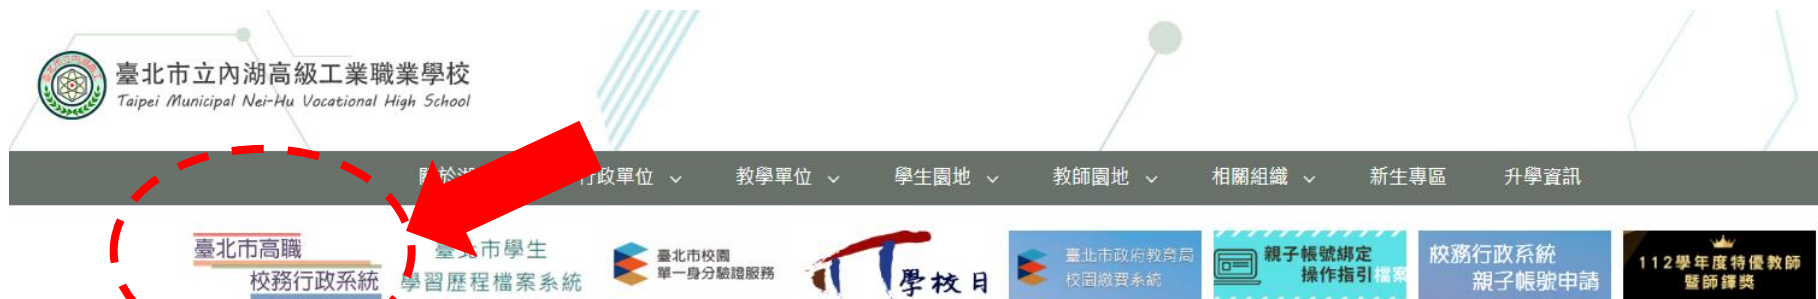 臺北市立內湖高級工業職業學校
Taipei Municipal Nei-Hu Vocational High School
行政單位
教學單位
學生園地
教師園地
相關組織
新生專區
升學資訊
臺北市高職
校務行政系統
市學生
學習歷程檔案系統
臺北市校園
單一身分驗證服務
學校日
臺北市政府教育局
校園繳費系統
親子帳號綁定
操作指引檔案
校務行政系統
親子帳號申請
112學年度特優教師
暨師鐸獎